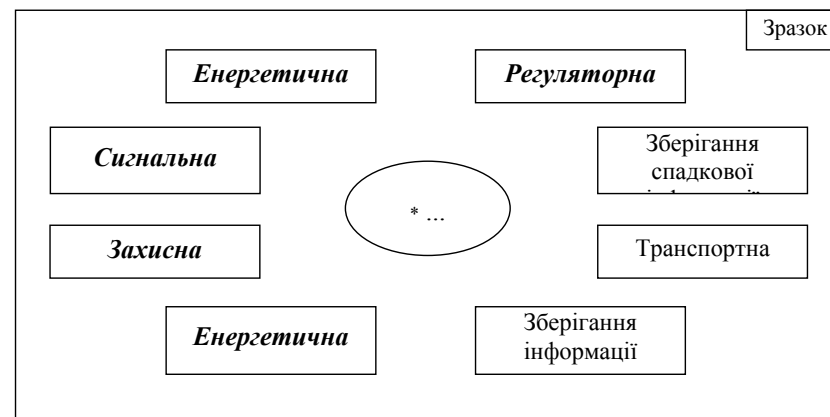 Зразок
Енергетична
Регуляторна
Сигнальна
Зберігання
спадкової
* ...
Захисна
Транспортна
Енергетична
Зберігання
інформації